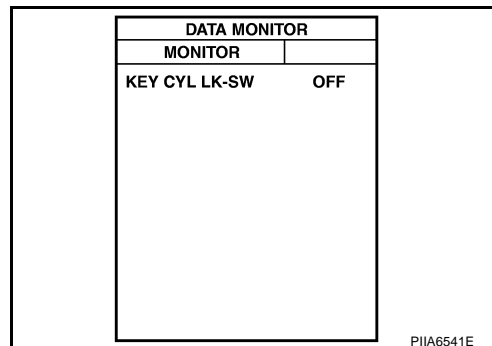 DATA MONITOR
MONITOR
KEY CYL LK-SW OFF
PIIA6541E